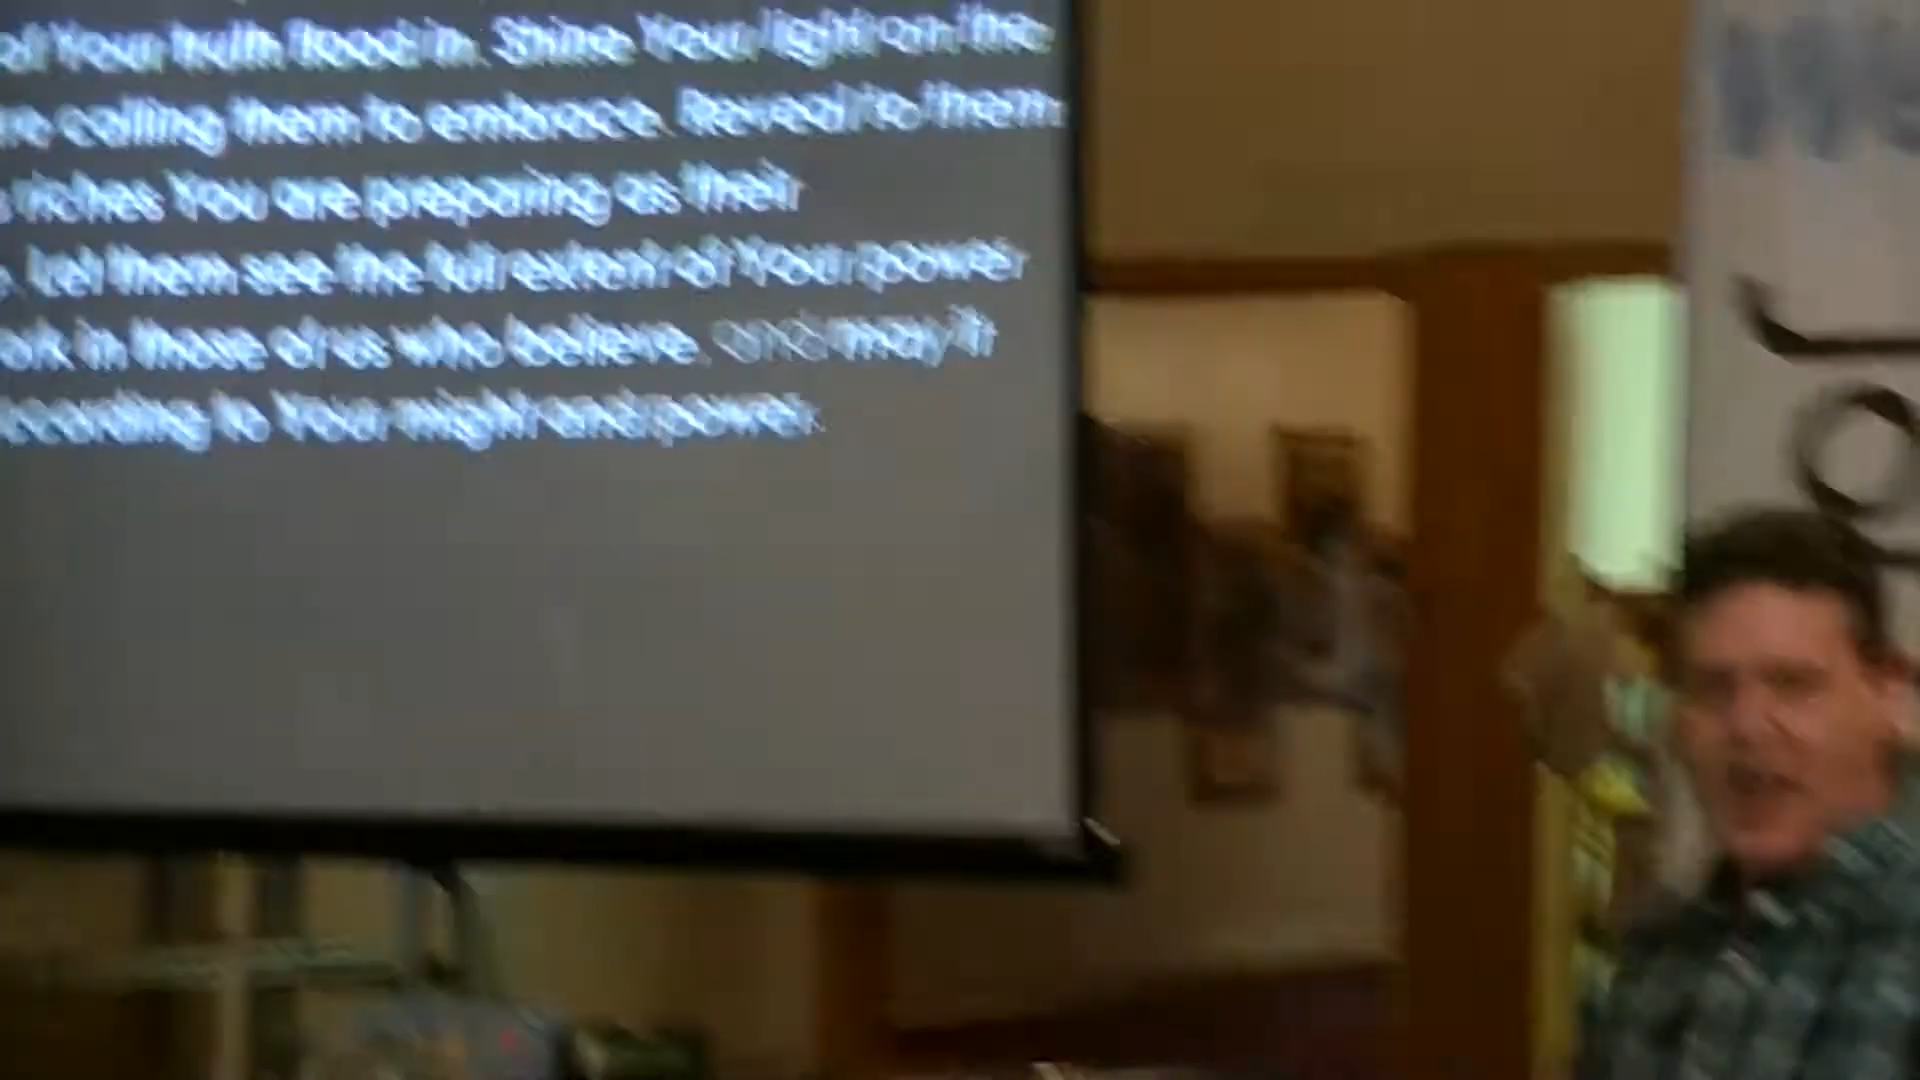 of Your truth flood in. Shine Your light on the
calling them to embrace. Reveal to them
riches You are preparing as their
. Let them see the full extent of Your power
in those of us who believe, and may it
according to Your might and power.